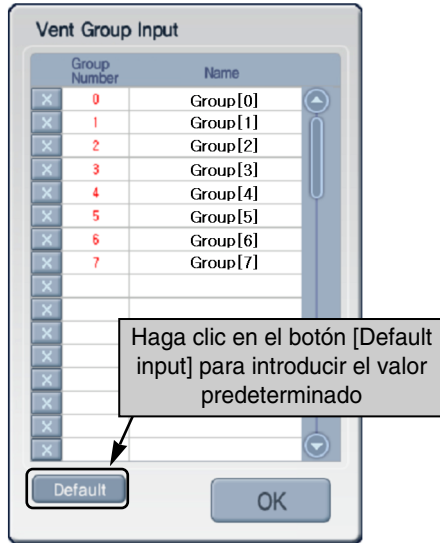 Vent Group Input
Group Number Name
X 0 Group[0]
X 1 Group[1]
X 2 Group[2]
X 3 Group[3]
X 4 Group[4]
X 5 Group[5]
X 6 Group[6]
X 7 Group[7]
X
X
X
X
X
X
X
X
Haga clic en el botón [Default
input] para introducir el valor
predeterminado
Default
OK